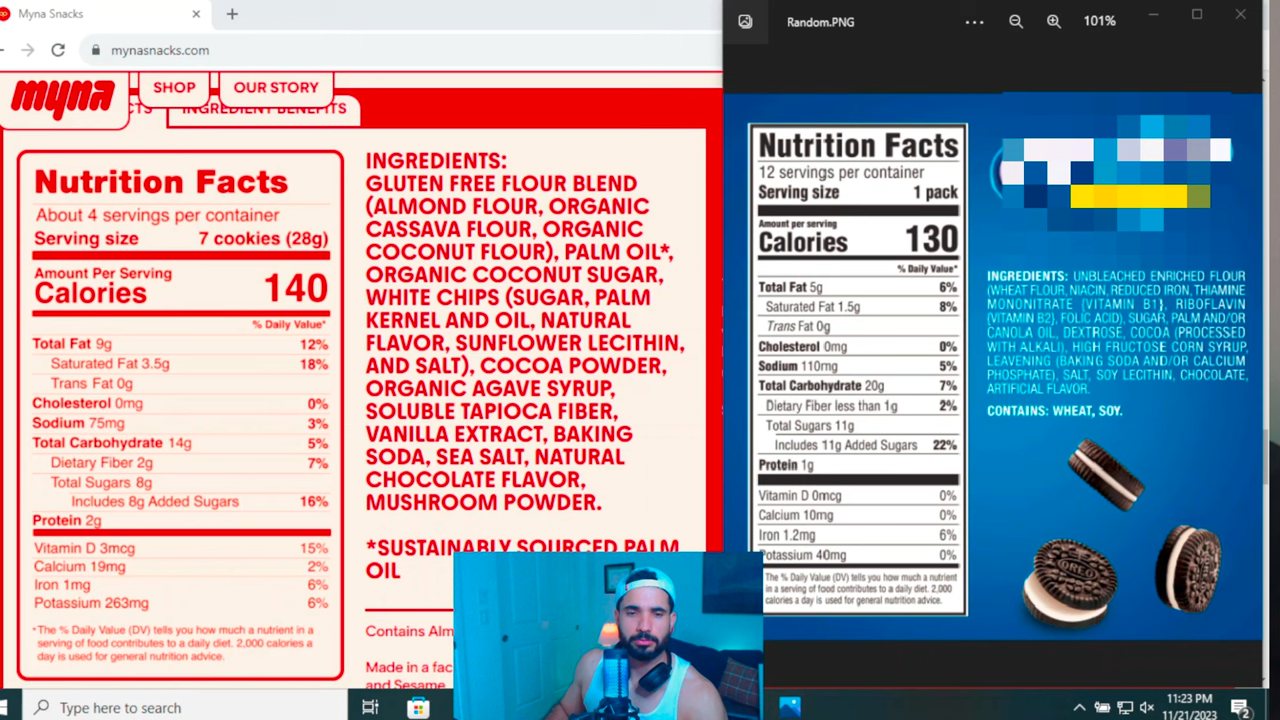 Myna Snacks
Random.PNG
101%
mynasnacks.com
myna
SHOP
OUR STORY
INGREDIENT BENEFITS
Nutrition Facts
About 4 servings per container
Serving size 7 cookies (28g)
Amount Per Serving
Calories 140
% Daily Value*
Total Fat 9g 12%
Saturated Fat 3.5g 18%
Trans Fat 0g
Cholesterol 0mg 0%
Sodium 75mg 3%
Total Carbohydrate 14g 5%
Dietary Fiber 2g 7%
Total Sugars 8g
Includes 8g Added Sugars 16%
Protein 2g
Vitamin D 3mcg 15%
Calcium 19mg 2%
Iron 1mg 6%
Potassium 263mg 6%
*The % Daily Value (DV) tells you how much a nutrient in a
serving of food contributes to a daily diet. 2,000 calories a
day is used for general nutrition advice.
INGREDIENTS:
GLUTEN FREE FLOUR BLEND
(ALMOND FLOUR, ORGANIC
CASSAVA FLOUR, ORGANIC
COCONUT FLOUR), PALM OIL*,
ORGANIC COCONUT SUGAR,
WHITE CHIPS (SUGAR, PALM
KERNEL AND OIL, NATURAL
FLAVOR, SUNFLOWER LECITHIN,
AND SALT), COCOA POWDER,
ORGANIC AGAVE SYRUP,
SOLUBLE TAPIOCA FIBER,
VANILLA EXTRACT, BAKING
SODA, SEA SALT, NATURAL
CHOCOLATE FLAVOR,
MUSHROOM POWDER.
*SUSTAINABLY SOURCED PALM
OIL
Contains
Made in a
and Sesame
Nutrition Facts
12 servings per container
Serving size 1 pack
Amount per serving
Calories 130
% Daily Value*
Total Fat 5g 6%
Saturated Fat 1.5g 8%
Trans Fat 0g
Cholesterol 0mg 0%
Sodium 110mg 5%
Total Carbohydrate 20g 7%
Dietary Fiber less than 1g 2%
Total Sugars 11g
Includes 11g Added Sugars 22%
Protein 1g
Vitamin D 0mcg 0%
Calcium 10mg 0%
Iron 1.2mg 6%
Potassium 40mg 0%
*The % Daily Value (DV) tells you how much a nutrient
in a serving of food contributes to a daily diet. 2,000
calories a day is used for general nutrition advice.
INGREDIENTS: UNBLEACHED ENRICHED FLOUR
(WHEAT FLOUR, NIACIN, REDUCED IRON, THIAMINE
MONONITRATE {VITAMIN B1}, RIBOFLAVIN
{VITAMIN B2}, FOLIC ACID), SUGAR, PALM AND/OR
CANOLA OIL, DEXTROSE, COCOA (PROCESSED
WITH ALKALI), HIGH FRUCTOSE CORN SYRUP,
LEAVENING (BAKING SODA AND/OR CALCIUM
PHOSPHATE), SALT, SOY LECITHIN, CHOCOLATE,
ARTIFICIAL FLAVOR.
CONTAINS: WHEAT, SOY.
OREO
OREO
Type here to search
11:23 PM
11/21/2023
2